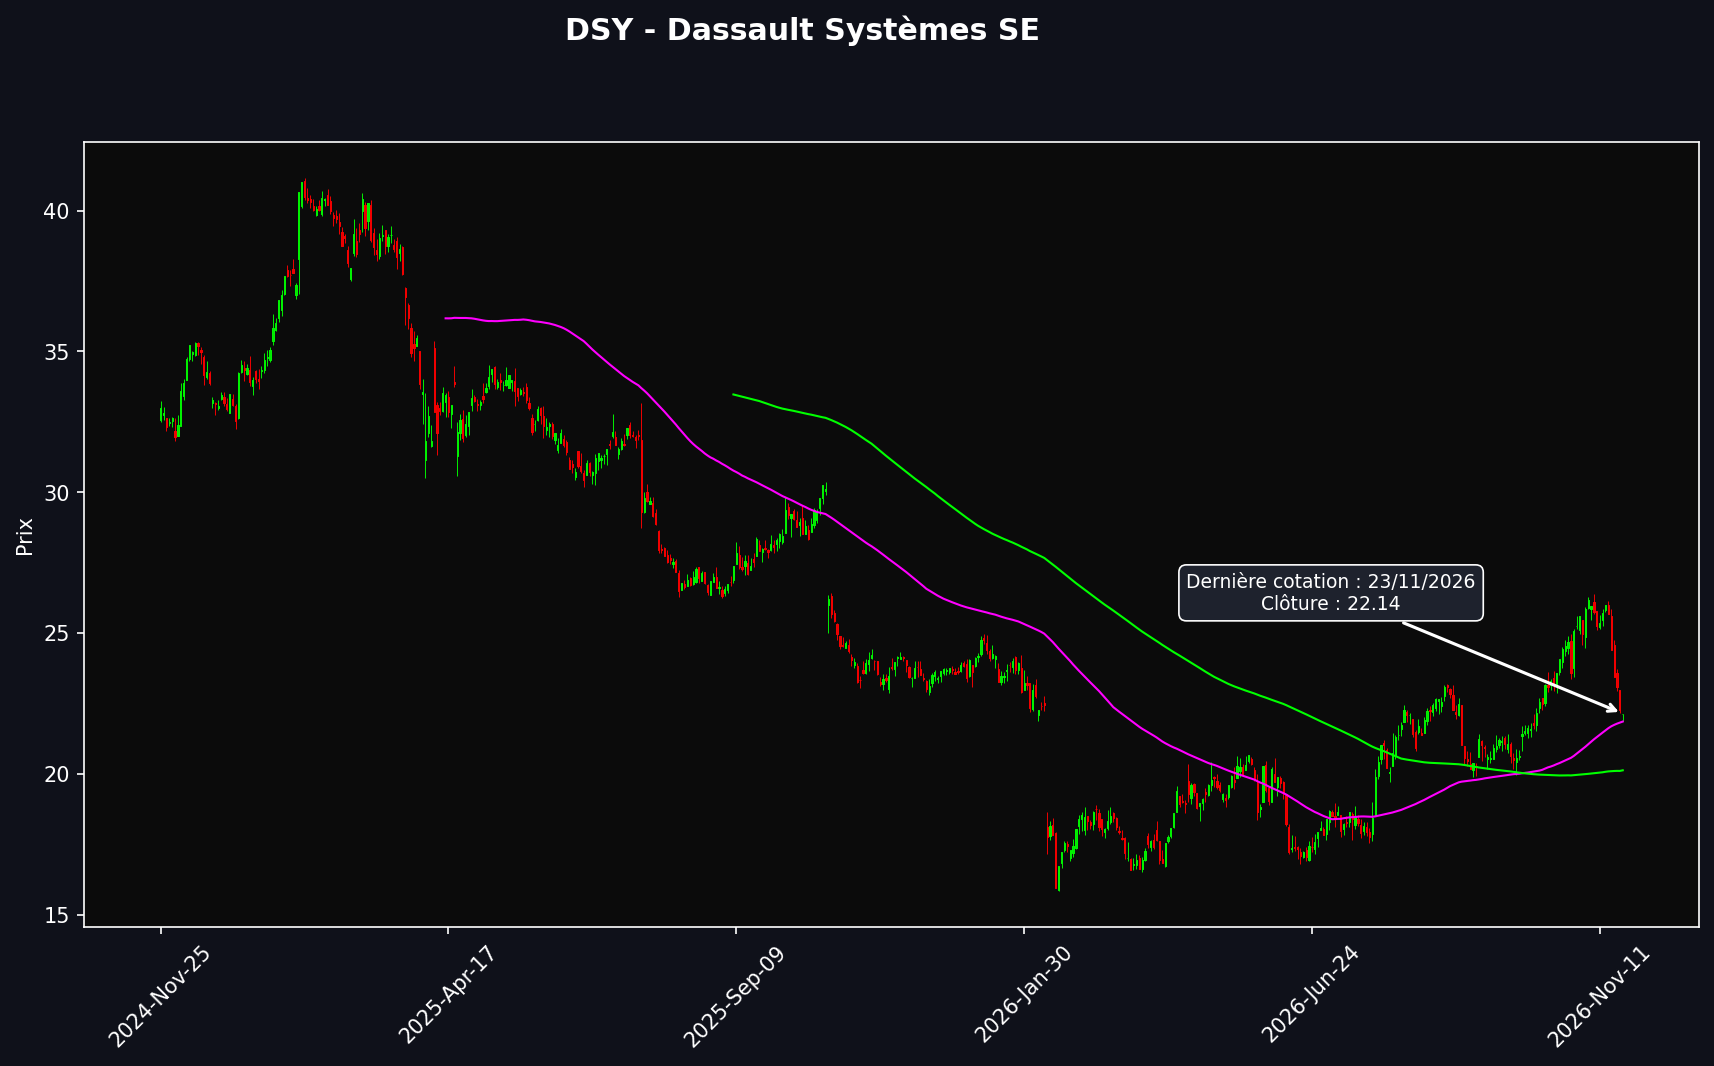 DSY - Dassault Systèmes SE
Prix
40
35
30
25
20
15
Dernière cotation : 23/11/2026
Clôture : 22.14
2024-Nov-25
2025-Apr-17
2025-Sep-09
2026-Jan-30
2026-Jun-24
2026-Nov-11